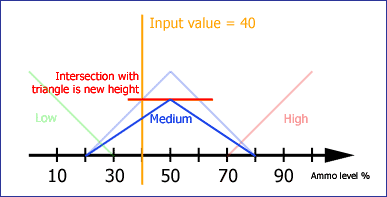 Input value = 40
Intersection with
triangle is new height
Low
Medium
High
10 30 50 70 90 Ammo level %